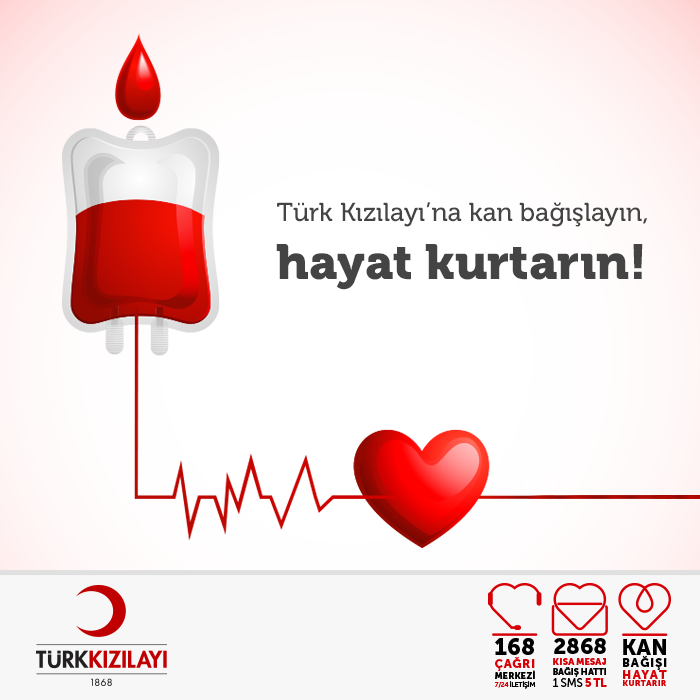 Türk Kızılayı'na kan bağışlayın,
hayat kurtarın!
TÜRKKIZILAYI
1868
168
ÇAĞRI
MERKEZİ
7/24 İLETİŞİM
2868
KISA MESAJ
BAĞIŞ HATTI
1 SMS 5 TL
KAN
BAĞIŞI
HAYAT
KURTARIR